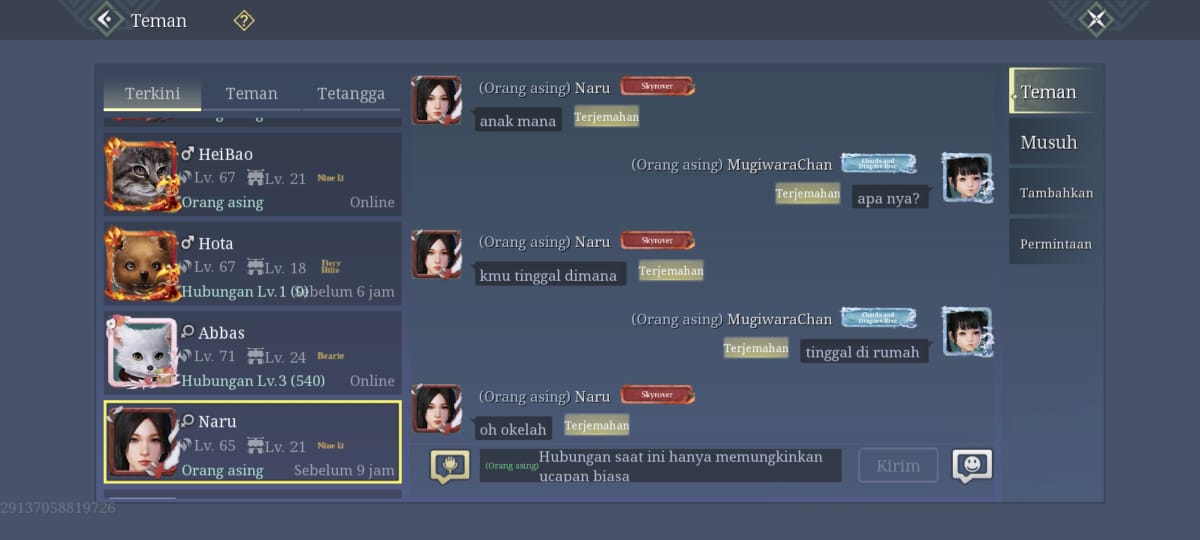 Teman
Terkini
Teman
Tetangga
HeiBao
Lv. 67
Lv. 21
Nine Li
Orang asing
Online
Hota
Lv. 67
Lv. 18
Fiery Hills
Hubungan Lv.1 (0)
Sebelum 6 jam
Abbas
Lv. 71
Lv. 24
Bearie
Hubungan Lv.3 (540)
Online
Naru
Lv. 65
Lv. 21
Nine Li
Orang asing
Sebelum 9 jam
(Orang asing) Naru
Skyrover
anak mana
Terjemahan
(Orang asing) MugiwaraChan
Clouds and
Dragons Rise
Terjemahan
apa nya?
(Orang asing) Naru
Skyrover
kmu tinggal dimana
Terjemahan
(Orang asing) MugiwaraChan
Clouds and
Dragons Rise
Terjemahan
tinggal di rumah
(Orang asing) Naru
Skyrover
oh okelah
Terjemahan
(Orang asing) Hubungan saat ini hanya memungkinkan
ucapan biasa
Kirim
Teman
Musuh
Tambahkan
Permintaan
29137058819726